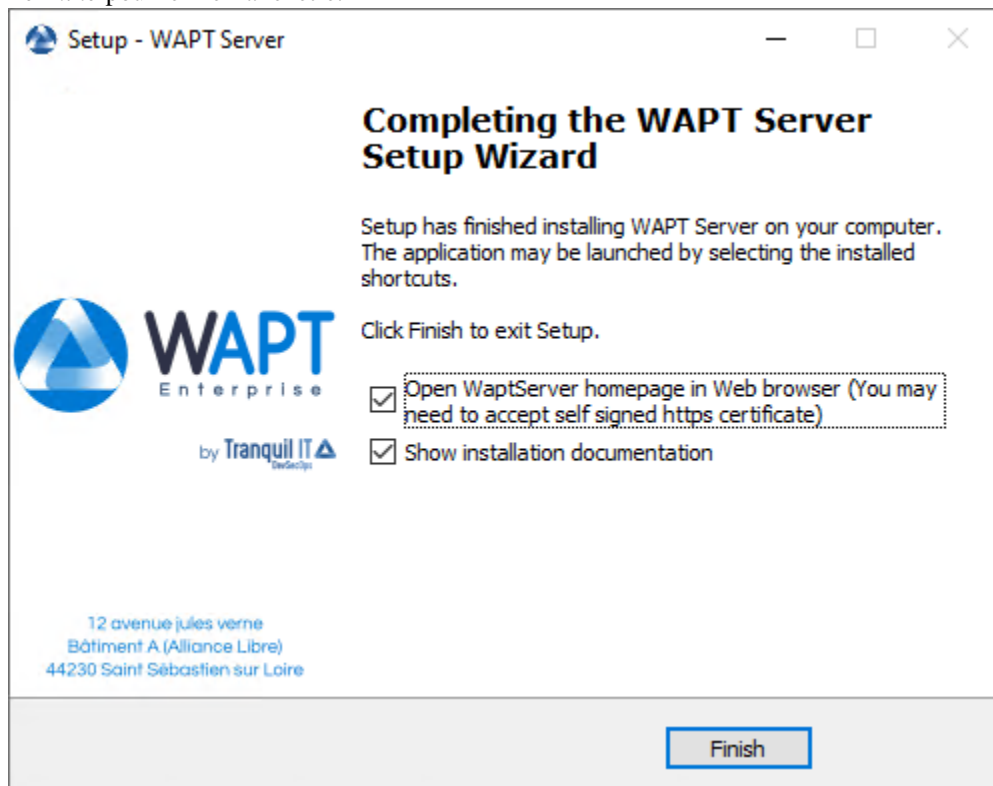 Setup - WAPT Server
Completing the WAPT Server
Setup Wizard
Setup has finished installing WAPT Server on your computer.
The application may be launched by selecting the installed
shortcuts.
Click Finish to exit Setup.
WAPT
Enterprise
by Tranquil IT
DevSecOps
Open WaptServer homepage in Web browser (You may
need to accept self signed https certificate)
Show installation documentation
12 avenue jules verne
Bâtiment A (Alliance Libre)
44230 Saint Sébastien sur Loire
Finish